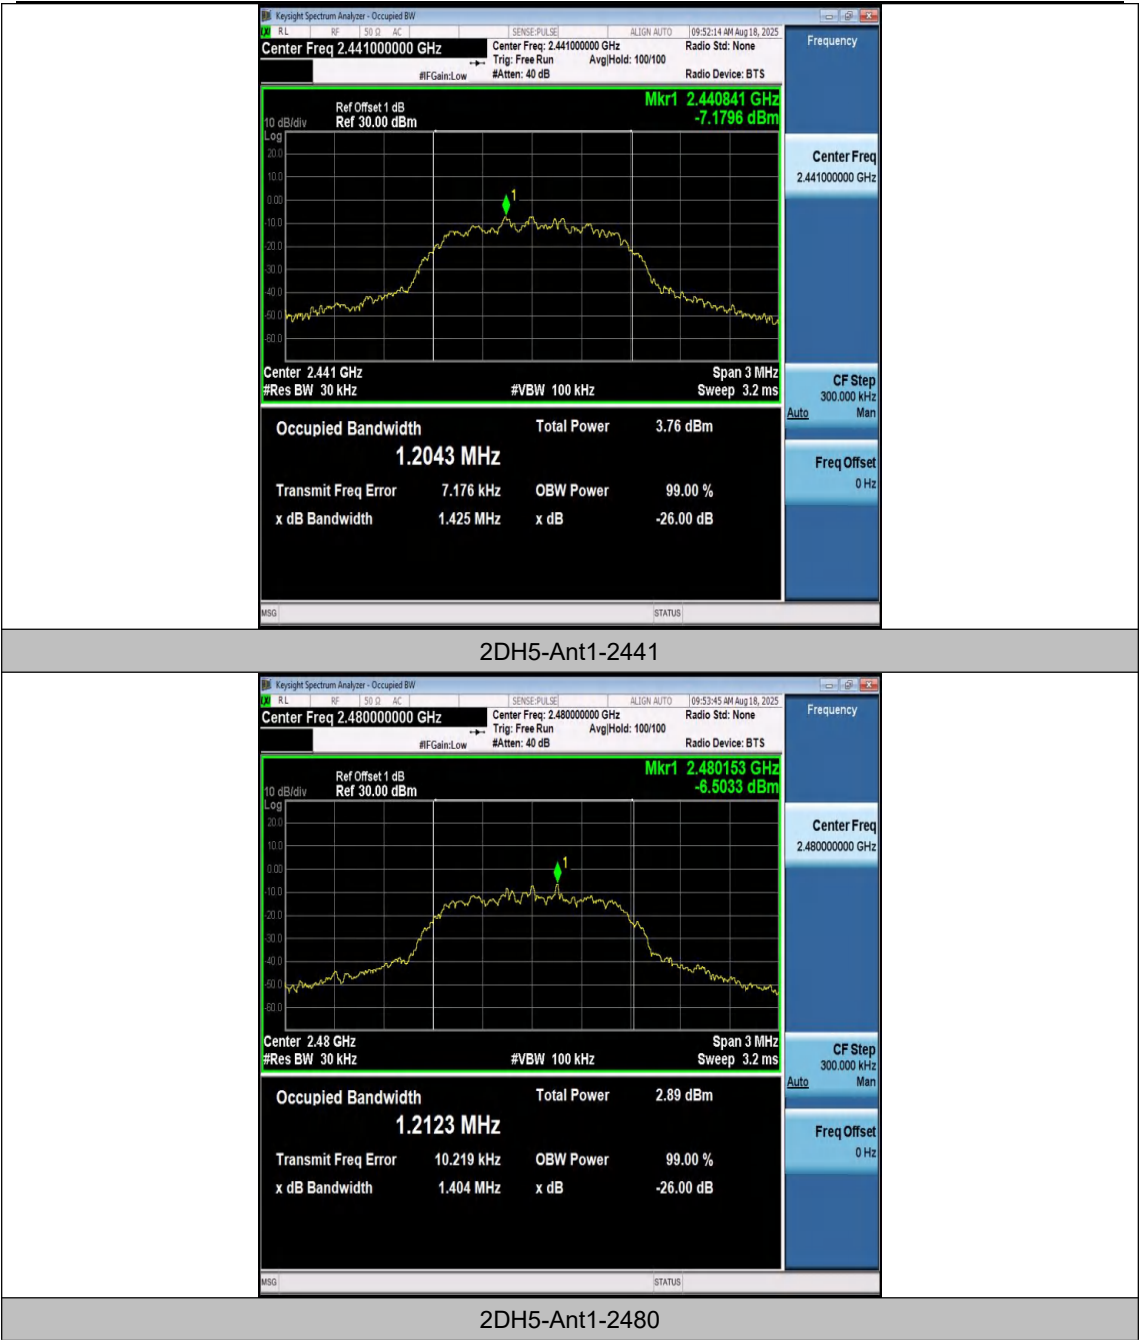 Keysight Spectrum Analyzer - Occupied BW
RL RF 50 Ω AC SENSE:PULSE ALIGN AUTO 09:52:14 AM Aug 18, 2025
Center Freq 2.441000000 GHz
Center Freq: 2.441000000 GHz Radio Std: None
Trig: Free Run Avg|Hold: 100/100
#IFGain:Low #Atten: 40 dB Radio Device: BTS
Frequency
Mkr1 2.440841 GHz
-7.1796 dBm
Ref Offset 1 dB
10 dB/div Ref 30.00 dBm
Log
20.0
10.0
0.00
-10.0
-20.0
-30.0
-40.0
-50.0
-60.0
1
Center 2.441 GHz Span 3 MHz
#Res BW 30 kHz #VBW 100 kHz Sweep 3.2 ms
Center Freq
2.441000000 GHz
CF Step
300.000 kHz
Auto Man
Freq Offset
0 Hz
Occupied Bandwidth Total Power 3.76 dBm
1.2043 MHz
Transmit Freq Error 7.176 kHz OBW Power 99.00 %
x dB Bandwidth 1.425 MHz x dB -26.00 dB
MSG STATUS
2DH5-Ant1-2441
Keysight Spectrum Analyzer - Occupied BW
RL RF 50 Ω AC SENSE:PULSE ALIGN AUTO 09:53:45 AM Aug 18, 2025
Center Freq 2.480000000 GHz
Center Freq: 2.480000000 GHz Radio Std: None
Trig: Free Run Avg|Hold: 100/100
#IFGain:Low #Atten: 40 dB Radio Device: BTS
Frequency
Mkr1 2.480153 GHz
-6.5033 dBm
Ref Offset 1 dB
10 dB/div Ref 30.00 dBm
Log
20.0
10.0
0.00
-10.0
-20.0
-30.0
-40.0
-50.0
-60.0
1
Center 2.48 GHz Span 3 MHz
#Res BW 30 kHz #VBW 100 kHz Sweep 3.2 ms
Center Freq
2.480000000 GHz
CF Step
300.000 kHz
Auto Man
Freq Offset
0 Hz
Occupied Bandwidth Total Power 2.89 dBm
1.2123 MHz
Transmit Freq Error 10.219 kHz OBW Power 99.00 %
x dB Bandwidth 1.404 MHz x dB -26.00 dB
MSG STATUS
2DH5-Ant1-2480